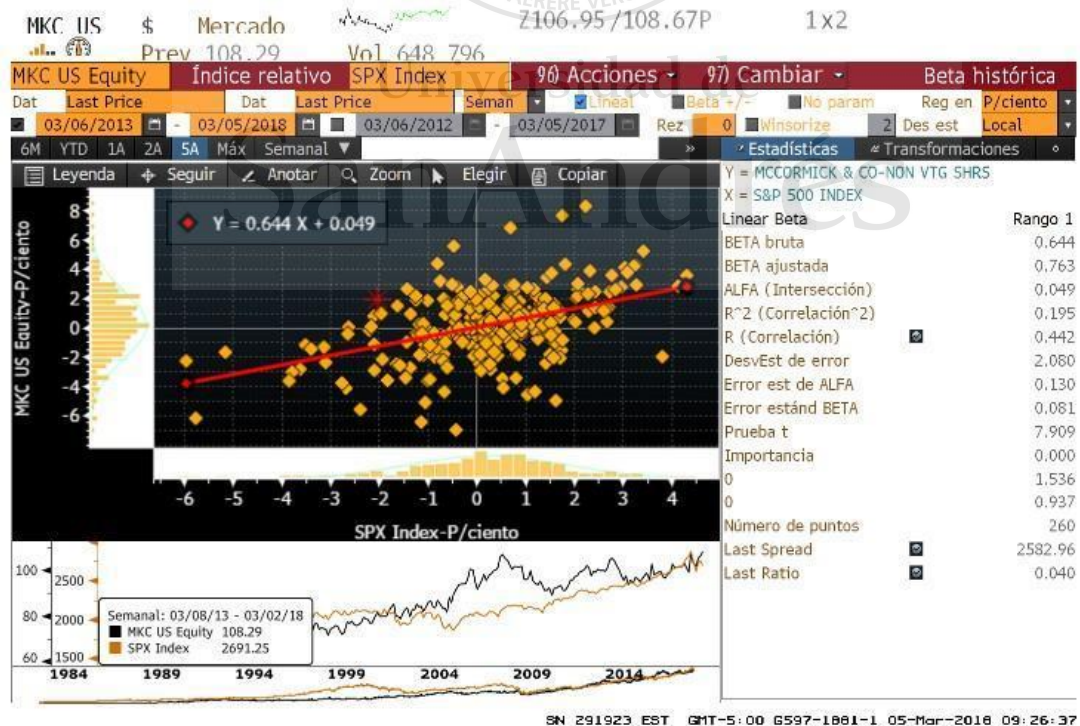 HAERERE VERUM
MKC US $ Mercado Z106.95/108.67P 1x2
Prev 108.29 Vol 648,796
Universidad de
SanAndrés
MKC US Equity Índice relativo SPX Index 96) Acciones 97) Cambiar Beta histórica
Dat Last Price Dat Last Price Seman Lineal Beta +/- No param Reg en P/ciento
03/06/2013 - 03/05/2018 03/06/2012 - 03/05/2017 Rez 0 Winsorize 2 Des est Local
6M YTD 1A 2A 5A Máx Semanal ▼ » Estadísticas Transformaciones
Leyenda Seguir Anotar Zoom Elegir Copiar
Y = MCCORMICK & CO-NON VTG SHRS
X = S&P 500 INDEX
Linear Beta Rango 1
BETA bruta 0.644
BETA ajustada 0.763
ALFA (Intersección) 0.049
R^2 (Correlación^2) 0.195
R (Correlación) 0.442
DesvEst de error 2.080
Error est de ALFA 0.130
Error estánd BETA 0.081
Prueba t 7.909
Importancia 0.000
0 1.536
0 0.937
Número de puntos 260
Last Spread 2582.96
Last Ratio 0.040
Y = 0.644 X + 0.049
MKC US Equity-P/ciento
8
6
4
2
0
-2
-4
-6
-6 -5 -4 -3 -2 -1 0 1 2 3 4
SPX Index-P/ciento
100
80
60
2500
2000
1500
Semanal: 03/08/13 - 03/02/18
MKC US Equity 108.29
SPX Index 2691.25
1984 1989 1994 1999 2004 2009 2014
SN 291923 EST GMT-5:00 G597-1881-1 05-Mar-2018 09:26:37